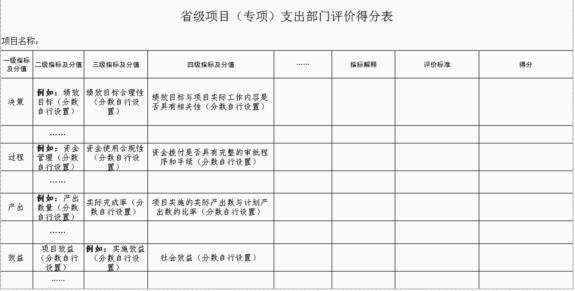 省级项目（专项）支出部门评价得分表
项目名称:
一级指标 二级指标及分值 三级指标及分值 四级指标及分值 …… 指标解释 评价标准 得分
及分值
决策 例如：绩效 绩效目标合理性 绩效目标与项目实际工作内容是
目标（分数 （分数自行设置） 否具有相关性（分数自行设置）
自行设置）
……
过程 例如：资金 资金使用合规性 资金拨付是否具有完整的审批程
管理（分数 （分数自行设置） 序和手续（分数自行设置）
自行设置）
……
产出 例如：产出 实际完成率（分 项目实施的实际产出数与计划产
数量（分数 数自行设置） 出数的比率（分数自行设置）
自行设置）
……
效益 项目效益 例如：实施效益 社会效益（分数自行设置）
（分数自行 （分数自行设
设置） 置）
……